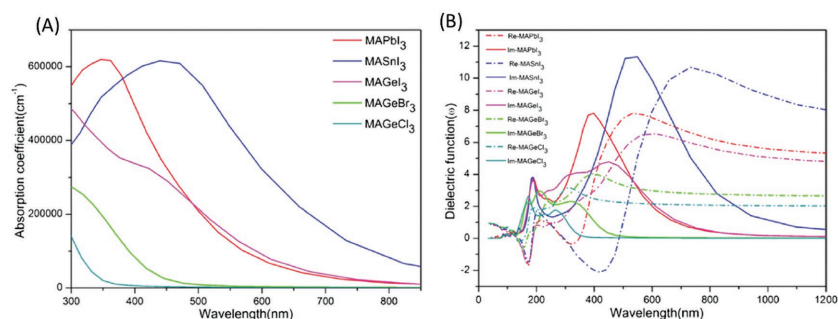 (A)
MAPbI3
MASnI3
MAGeI3
MAGeBr3
MAGeCl3
Absorption coefficient(cm-1)
600000
400000
200000
0
300 400 500 600 700 800
Wavelength(nm)
(B)
Re-MAPbI3
Im-MAPbI3
Re-MASnI3
Im-MASnI3
Re-MAGeI3
Im-MAGeI3
Re-MAGeBr3
Im-MAGeBr3
Re-MAGeCl3
Im-MAGeCl3
Dielectric function(ω)
12
10
8
6
4
2
0
-2
0 200 400 600 800 1000 1200
Wavelength(nm)